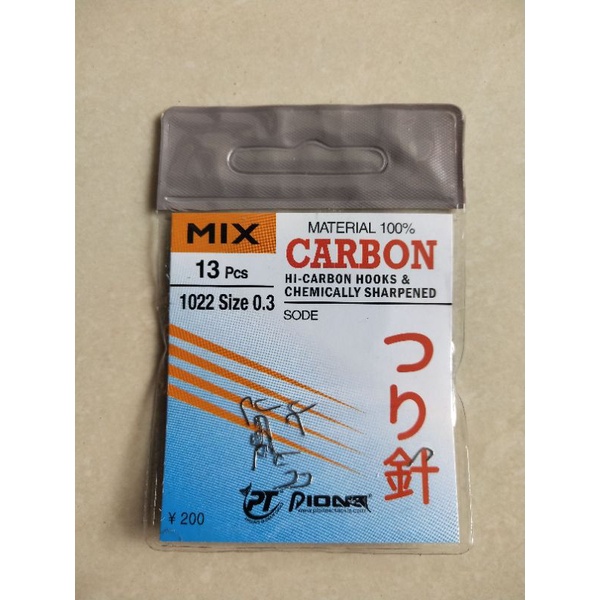 MIX
13 Pcs
1022 Size 0.3
MATERIAL 100%
CARBON
HI-CARBON HOOKS &
CHEMICALLY SHARPENED
SODE
つり針
PT
¥ 200